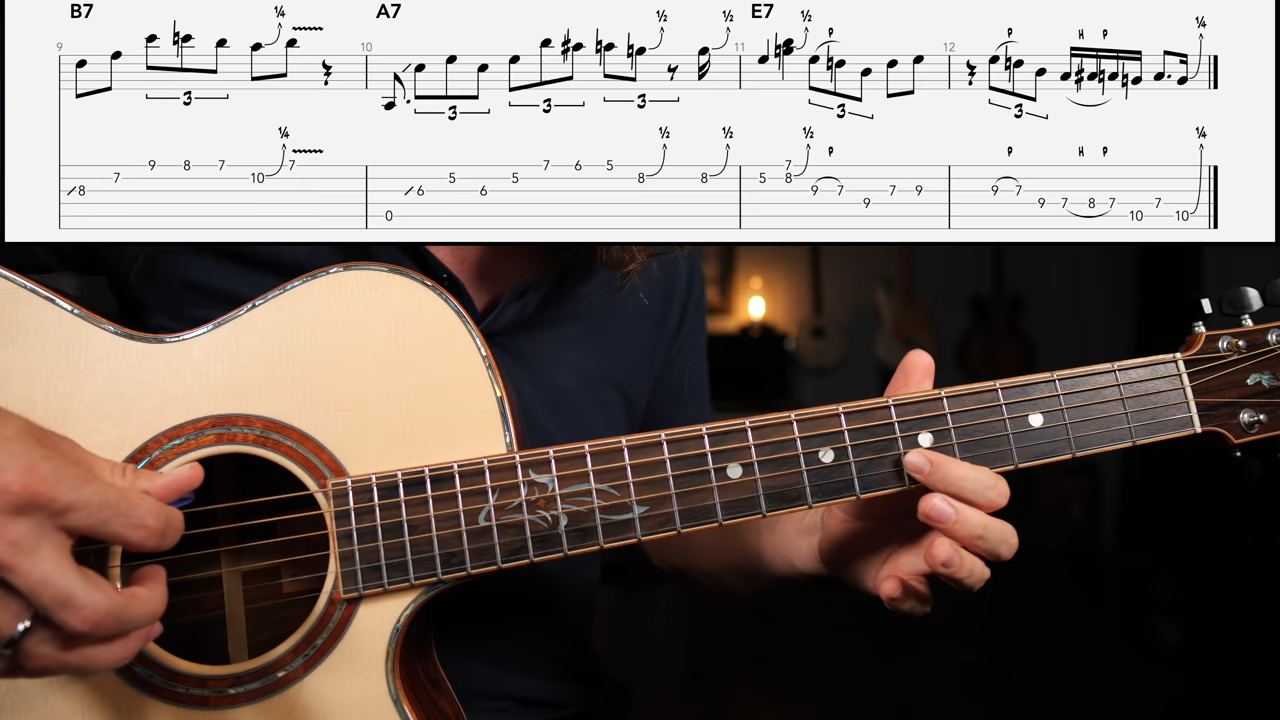 B7 A7 E7
1/4 1/2 1/2 1/2 P P H P 1/4
9 10 11 12
3 3 3 3 3 3
1/4 1/2 1/2 1/2 P P H P 1/4
9 8 7 7 7 6 5 7
7 10 5 5 8 8 5 8
8 6 6 9 7 7 9 9 7
9 9 7 8 7 7
0 10 10